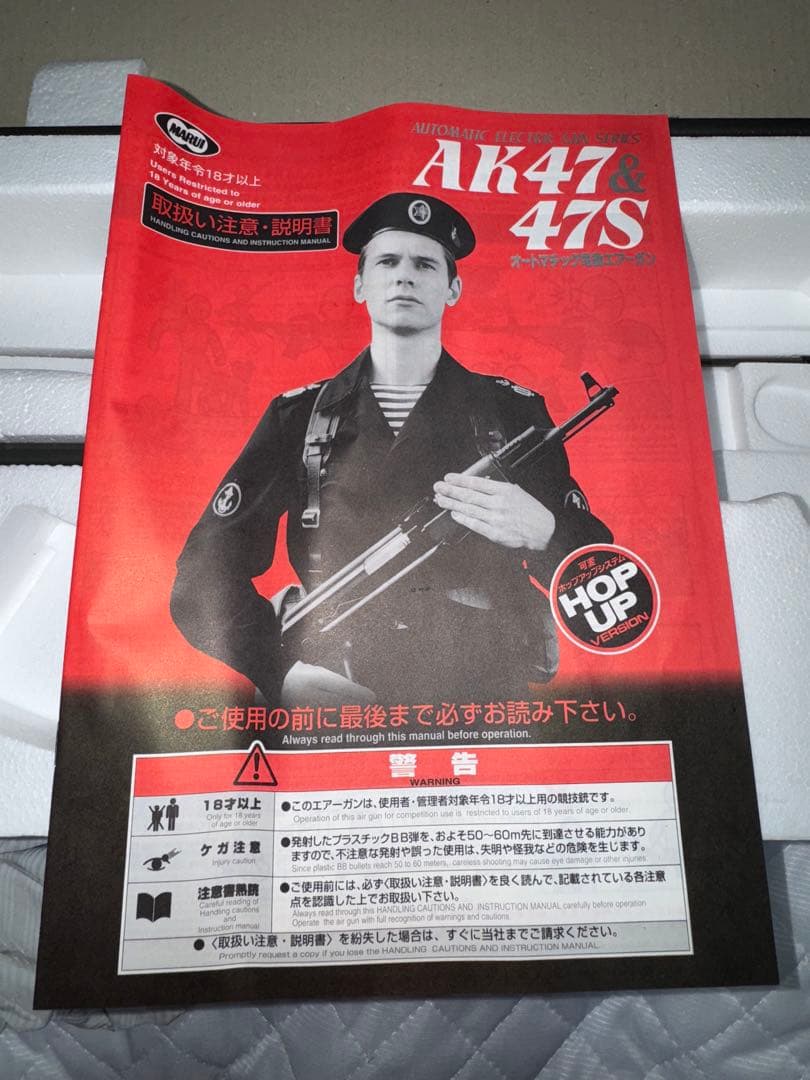 MARUI
対象年令18才以上
Users Restricted to
18 Years of age or older
取扱い注意・説明書
HANDLING CAUTIONS AND INSTRUCTION MANUAL
AUTOMATIC ELECTRIC GUN SERIES
AK47&
47S
オートマチック電動エアーガン
可変
ホップアップシステム
HOP
UP
VERSION
●ご使用の前に最後まで必ずお読み下さい。
Always read through this manual before operation.
警告
WARNING
18才以上
Only for 18 years
of age or older
●このエアーガンは、使用者・管理者対象年令18才以上用の競技銃です。
Operation of this air gun for competition use is restricted to users of 18 years of age or older.
ケガ注意
Injury caution
●発射したプラスチックBB弾を、およそ50〜60m先に到達させる能力があり
ますので、不注意な発射や誤った使用は、失明や怪我などの危険を生じます。
Since plastic BB bullets reach 50 to 60 meters, careless shooting may cause eye damage or other injuries.
注意書熟読
Careful reading of
Handling cautions
and
Instruction manual
●ご使用前には、必ず〈取扱い注意・説明書〉を良く読んで、記載されている各注意
点を認識した上でお取扱い下さい。
Always read through this HANDLING CAUTIONS AND INSTRUCTION MANUAL carefully before operation.
Operate the air gun with full recognition of warnings and cautions.
●〈取扱い注意・説明書〉を紛失した場合は、すぐに当社までご請求ください。
Promptly request a copy if you lose the HANDLING CAUTIONS AND INSTRUCTION MANUAL.